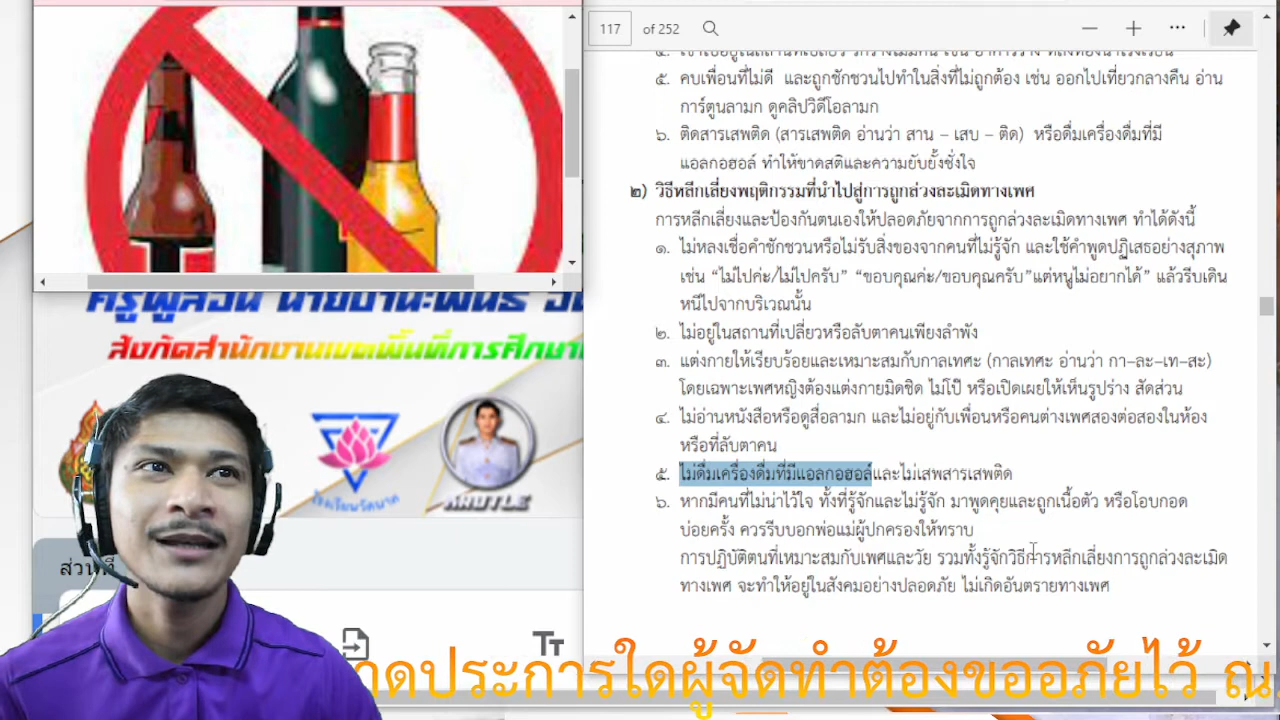 117 of 252
๕. คบเพื่อนที่ไม่ดี และถูกชักชวนไปทำในสิ่งที่ไม่ถูกต้อง เช่น ออกไปเที่ยวกลางคืน อ่าน
การ์ตูนลามก ดูคลิปวิดีโอลามก
๖. ติดสารเสพติด (สารเสพติด อ่านว่า สาน – เสบ – ติด) หรือดื่มเครื่องดื่มที่มี
แอลกอฮอล์ ทำให้ขาดสติและความยับยั้งชั่งใจ
๒) วิธีหลีกเลี่ยงพฤติกรรมที่นำไปสู่การถูกล่วงละเมิดทางเพศ
การหลีกเลี่ยงและป้องกันตนเองให้ปลอดภัยจากการถูกล่วงละเมิดทางเพศ ทำได้ดังนี้
๑. ไม่หลงเชื่อคำชักชวนหรือไม่รับสิ่งของจากคนที่ไม่รู้จัก และใช้คำพูดปฏิเสธอย่างสุภาพ
เช่น “ไม่ไปค่ะ/ไม่ไปครับ” “ขอบคุณค่ะ/ขอบคุณครับ”แต่หนูไม่อยากได้” แล้วรีบเดิน
หนีไปจากบริเวณนั้น
๒. ไม่อยู่ในสถานที่เปลี่ยวหรือลับตาคนเพียงลำพัง
๓. แต่งกายให้เรียบร้อยและเหมาะสมกับกาลเทศะ (กาลเทศะ อ่านว่า กา–ละ–เท–สะ)
โดยเฉพาะเพศหญิงต้องแต่งกายมิดชิด ไม่โป๊ หรือเปิดเผยให้เห็นรูปร่าง สัดส่วน
๔. ไม่อ่านหนังสือหรือดูสื่อลามก และไม่อยู่กับเพื่อนหรือคนต่างเพศสองต่อสองในห้อง
หรือที่ลับตาคน
๕. ไม่ดื่มเครื่องดื่มที่มีแอลกอฮอล์และไม่เสพสารเสพติด
๖. หากมีคนที่ไม่น่าไว้ใจ ทั้งที่รู้จักและไม่รู้จัก มาพูดคุยและถูกเนื้อตัว หรือโอบกอด
บ่อยครั้ง ควรรีบบอกพ่อแม่ผู้ปกครองให้ทราบ
การปฏิบัติตนที่เหมาะสมกับเพศและวัย รวมทั้งรู้จักวิธีการหลีกเลี่ยงการถูกล่วงละเมิด
ทางเพศ จะทำให้อยู่ในสังคมอย่างปลอดภัย ไม่เกิดอันตรายทางเพศ
สังกัดสำนักงานเขตพื้นที่การศึกษา
โรงเรียนวัดนาค
KRUTLE
ส่วนที่
TT
าดประการใดผู้จัดทำต้องขออภัยไว้ ณ